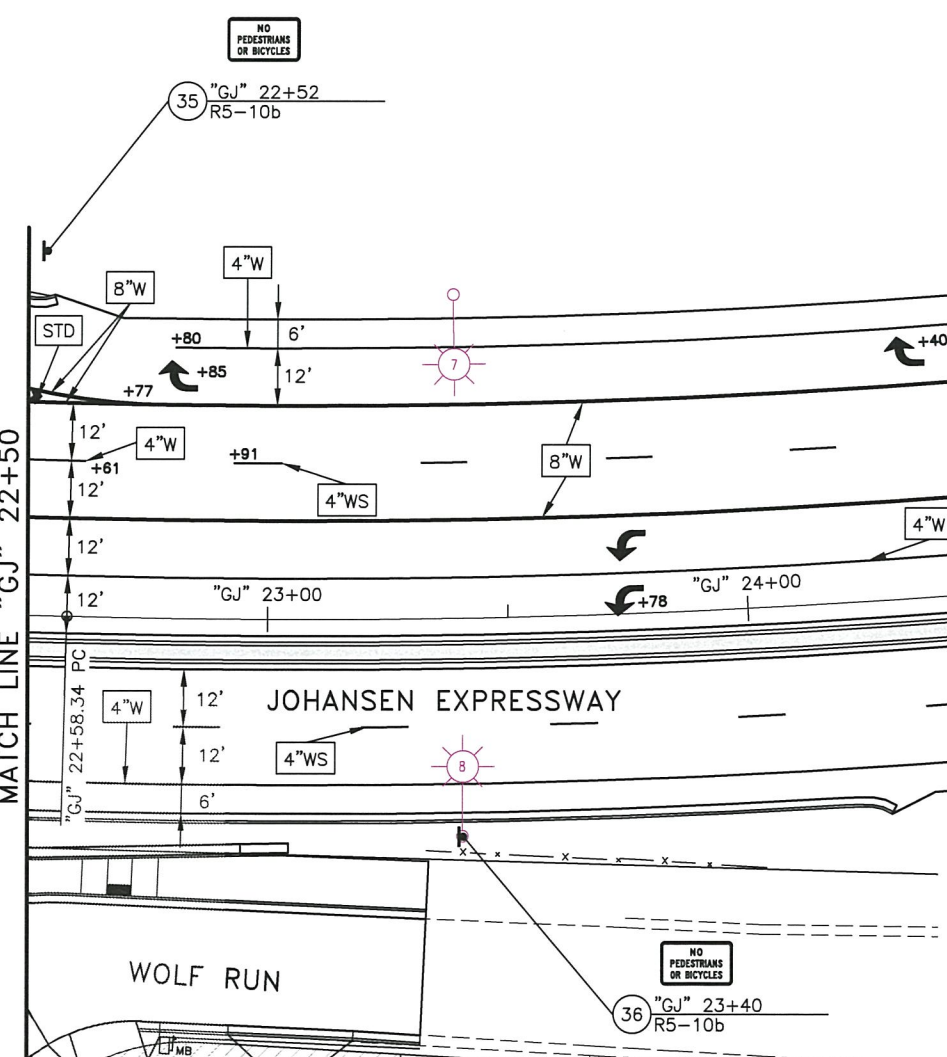 NO
PEDESTRIANS
OR BICYCLES
35
"GJ" 22+52
R5-10b
4"W
8"W
STD
+80
6'
7
+40
+85
12'
+77
12'
4"W
+61
+91
8"W
12'
4"WS
MATCH LINE "GJ" 22+50
4"W
12'
12'
"GJ" 23+00
+78
"GJ" 24+00
"GJ" 22+58.34 PC
4"W
12'
JOHANSEN EXPRESSWAY
12'
4"WS
8
6'
NO
PEDESTRIANS
OR BICYCLES
WOLF RUN
36
"GJ" 23+40
R5-10b
MB